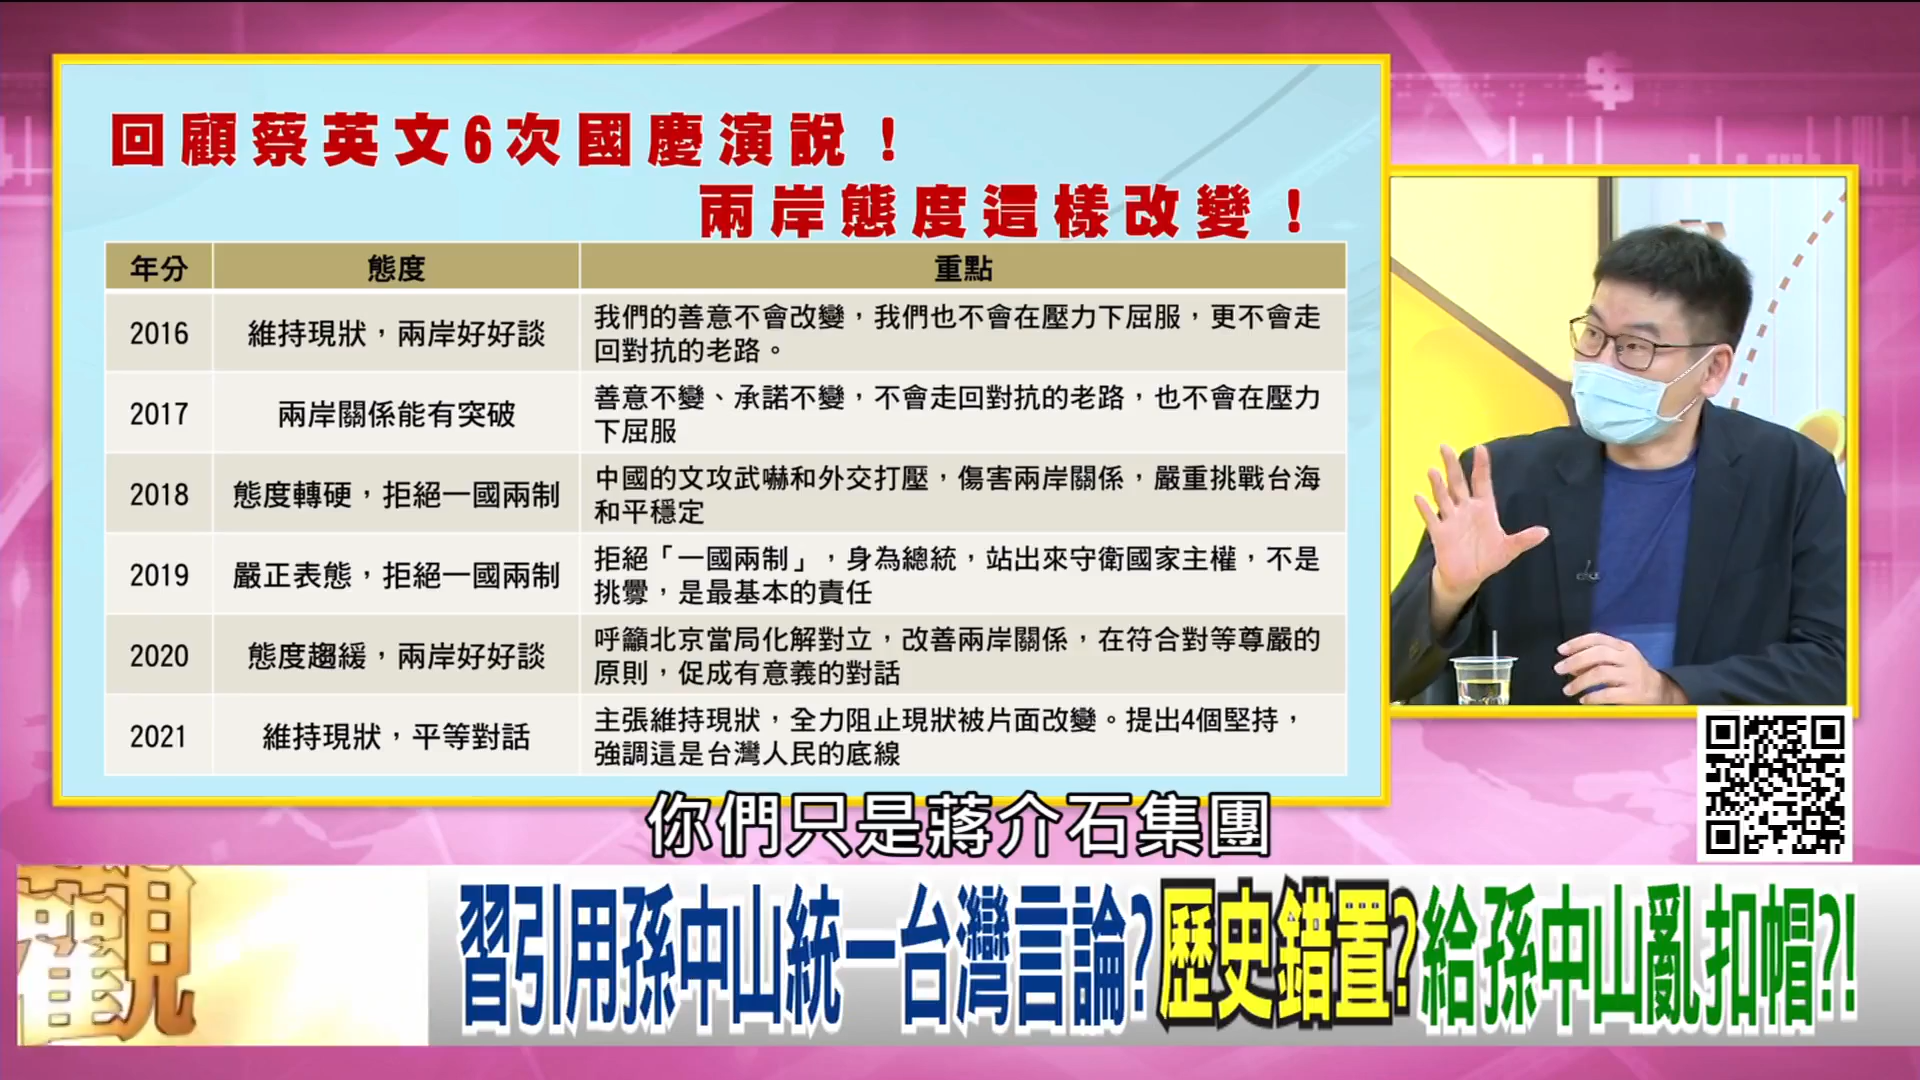 回顧蔡英文6次國慶演說！
兩岸態度這樣改變！
年分 態度 重點
2016 維持現狀，兩岸好好談 我們的善意不會改變，我們也不會在壓力下屈服，更不會走
回對抗的老路。
2017 兩岸關係能有突破 善意不變、承諾不變，不會走回對抗的老路，也不會在壓力
下屈服
2018 態度轉硬，拒絕一國兩制 中國的文攻武嚇和外交打壓，傷害兩岸關係，嚴重挑戰台海
和平穩定
2019 嚴正表態，拒絕一國兩制 拒絕「一國兩制」，身為總統，站出來守衛國家主權，不是
挑釁，是最基本的責任
2020 態度趨緩，兩岸好好談 呼籲北京當局化解對立，改善兩岸關係，在符合對等尊嚴的
原則，促成有意義的對話
2021 維持現狀，平等對話 主張維持現狀，全力阻止現狀被片面改變。提出4個堅持，
強調這是台灣人民的底線
你們只是蔣介石集團
觀
習引用孫中山統一台灣言論?歷史錯置?給孫中山亂扣帽?!